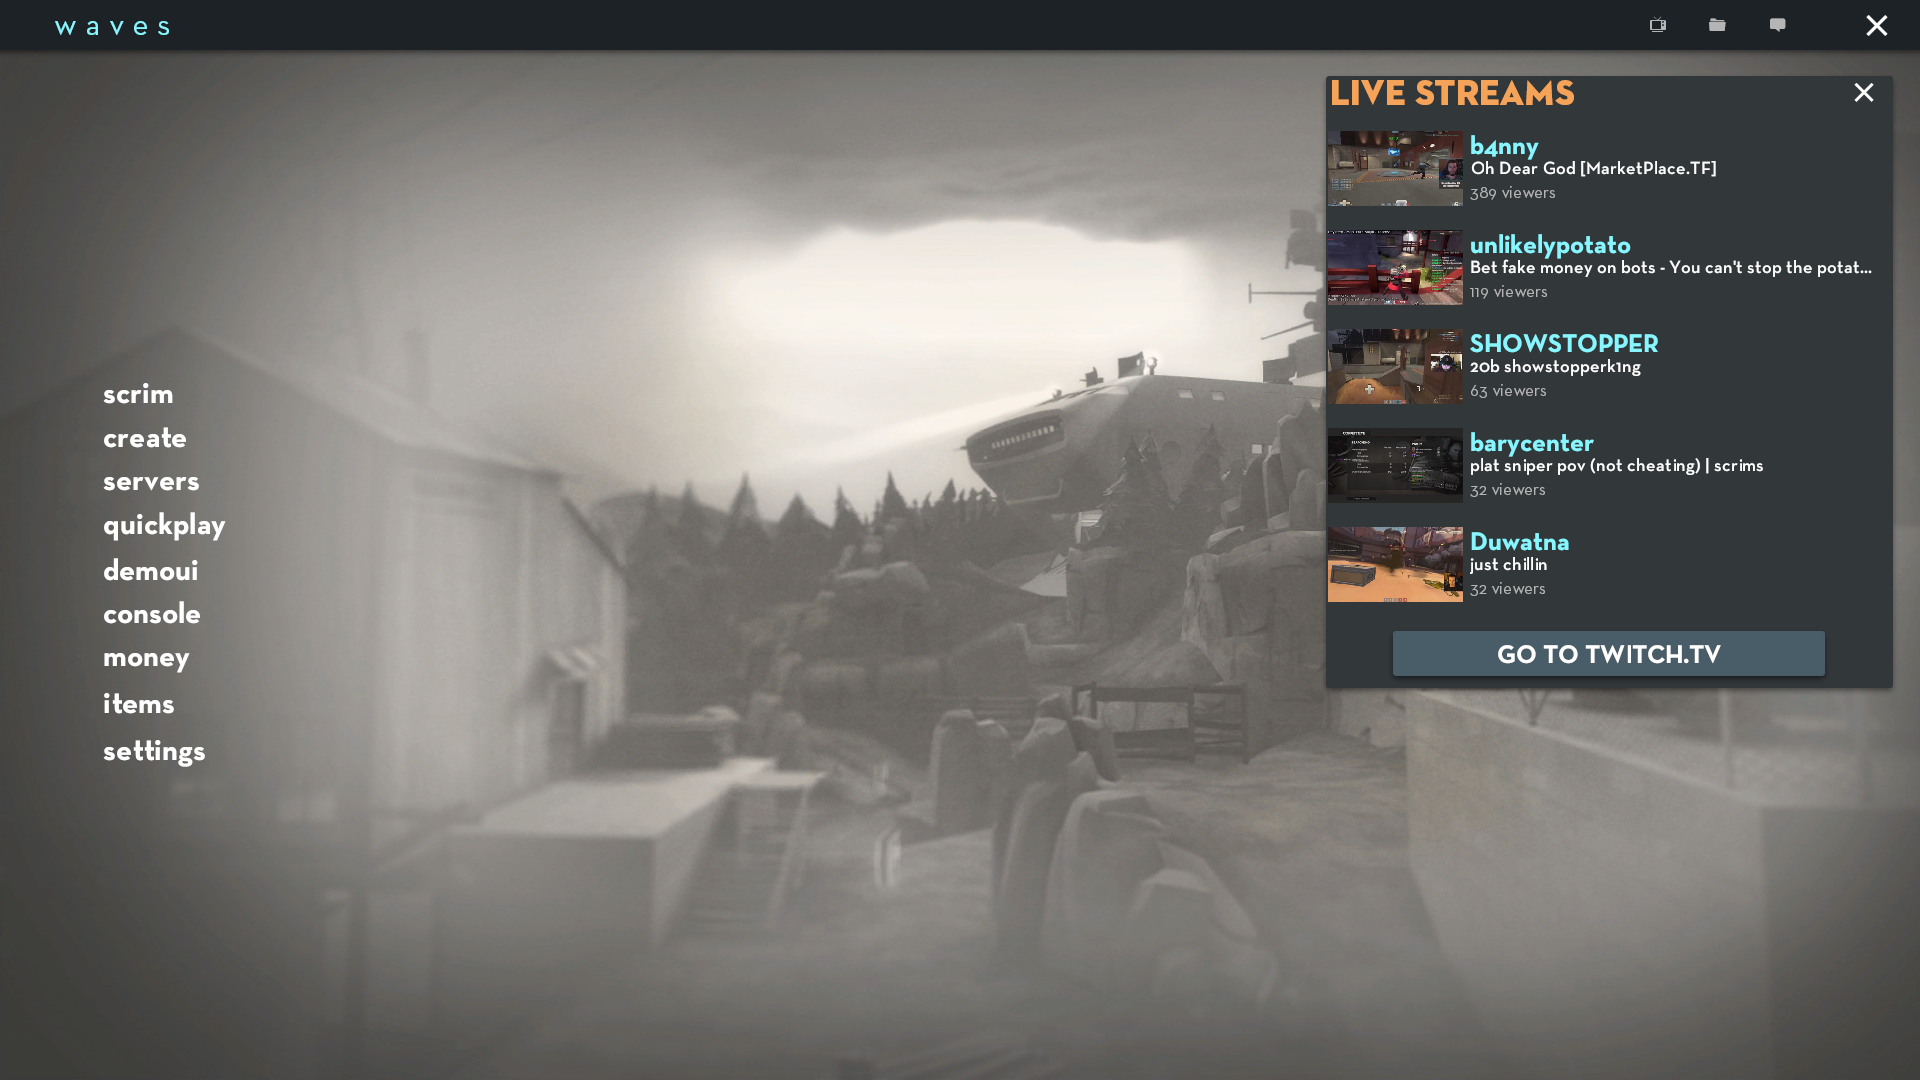 waves
LIVE STREAMS
b4nny
Oh Dear God [MarketPlace.TF]
389 viewers
unlikelypotato
Bet fake money on bots - You can't stop the potat...
119 viewers
SHOWSTOPPER
20b showstopperk1ng
63 viewers
barycenter
plat sniper pov (not cheating) | scrims
32 viewers
Duwatna
just chillin
32 viewers
GO TO TWITCH.TV
scrim
create
servers
quickplay
demoui
console
money
items
settings